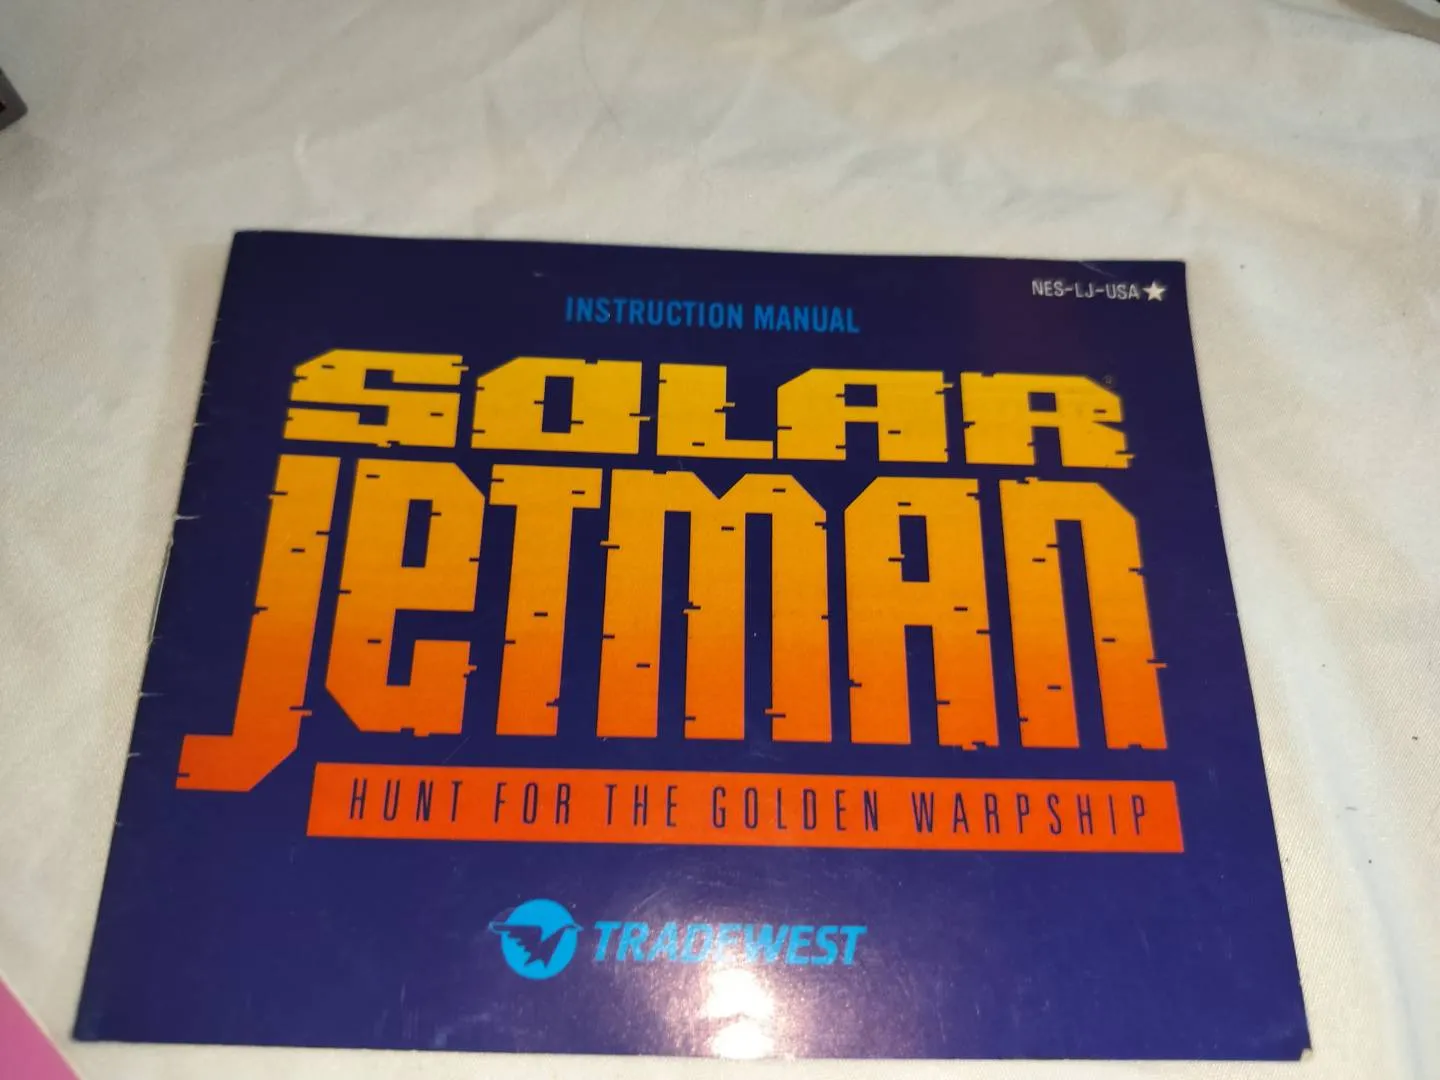 NES-LJ-USA★
INSTRUCTION MANUAL
SOLAR
JETMAN
HUNT FOR THE GOLDEN WARPSHIP
TRADEWEST